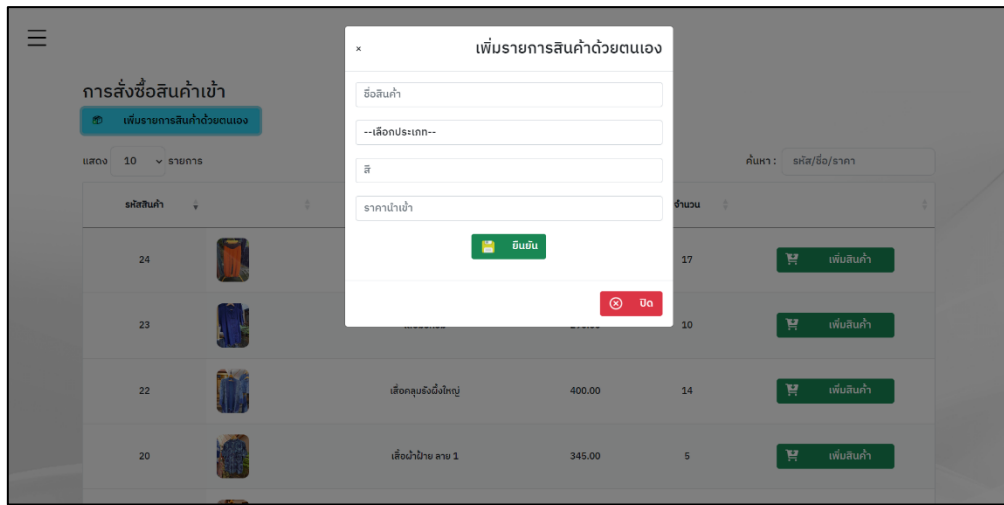 × เพิ่มรายการสินค้าด้วยตนเอง
ชื่อสินค้า
--เลือกประเภท--
สี
ราคานำเข้า
ยืนยัน
ปิด
การสั่งซื้อสินค้าเข้า
เพิ่มรายการสินค้าด้วยตนเอง
แสดง 10 รายการ
ค้นหา : รหัส/ชื่อ/ราคา
รหัสสินค้า จำนวน
24 17 เพิ่มสินค้า
23 10 เพิ่มสินค้า
22 เสื่อคลุมรังผึ้งใหญ่ 400.00 14 เพิ่มสินค้า
20 เสื่อผ้าฝ้าย ลาย 1 345.00 5 เพิ่มสินค้า